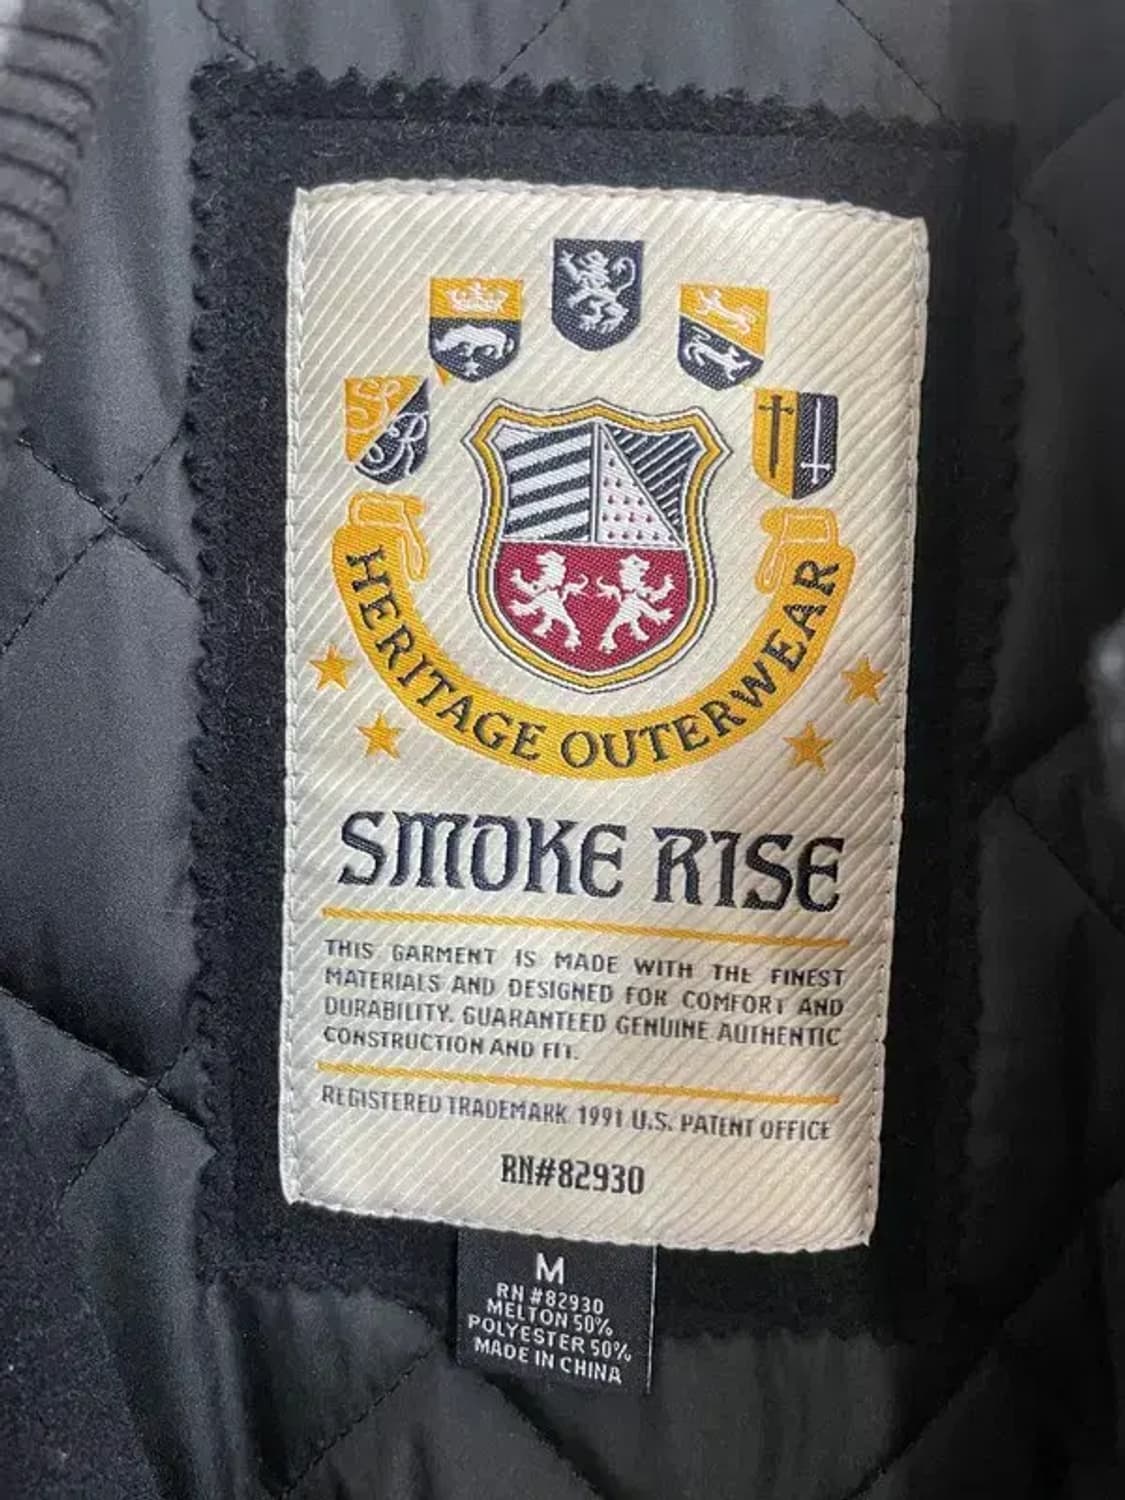 SR
HERITAGE OUTERWEAR
SMOKE RISE
THIS GARMENT IS MADE WITH THE FINEST
MATERIALS AND DESIGNED FOR COMFORT AND
DURABILITY. GUARANTEED GENUINE AUTHENTIC
CONSTRUCTION AND FIT.
REGISTERED TRADEMARK 1991 U.S. PATENT OFFICE
RN#82930
M
RN #82930
MELTON 50%
POLYESTER 50%
MADE IN CHINA